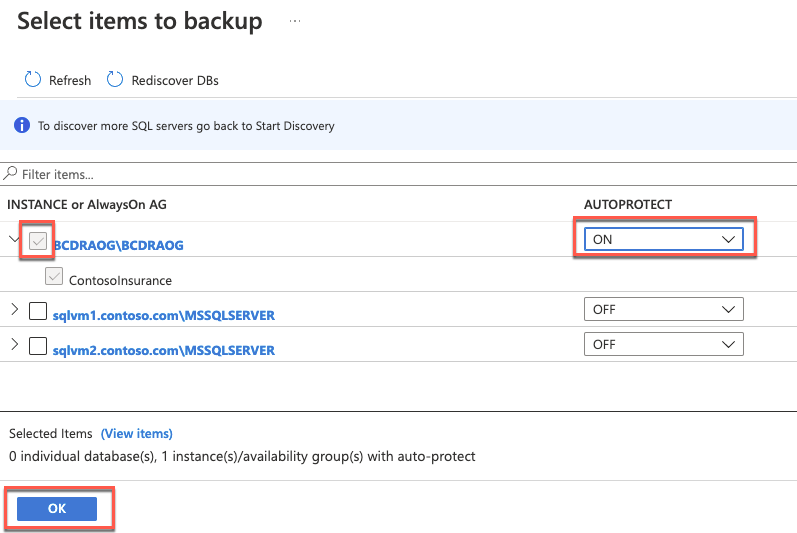 Select items to backup ...
Refresh Rediscover DBs
To discover more SQL servers go back to Start Discovery
Filter items...
INSTANCE or AlwaysOn AG AUTOPROTECT
BCDRAOG\BCDRAOG ON
ContosoInsurance
sqlvm1.contoso.com\MSSQLSERVER OFF
sqlvm2.contoso.com\MSSQLSERVER OFF
Selected Items (View items)
0 individual database(s), 1 instance(s)/availability group(s) with auto-protect
OK